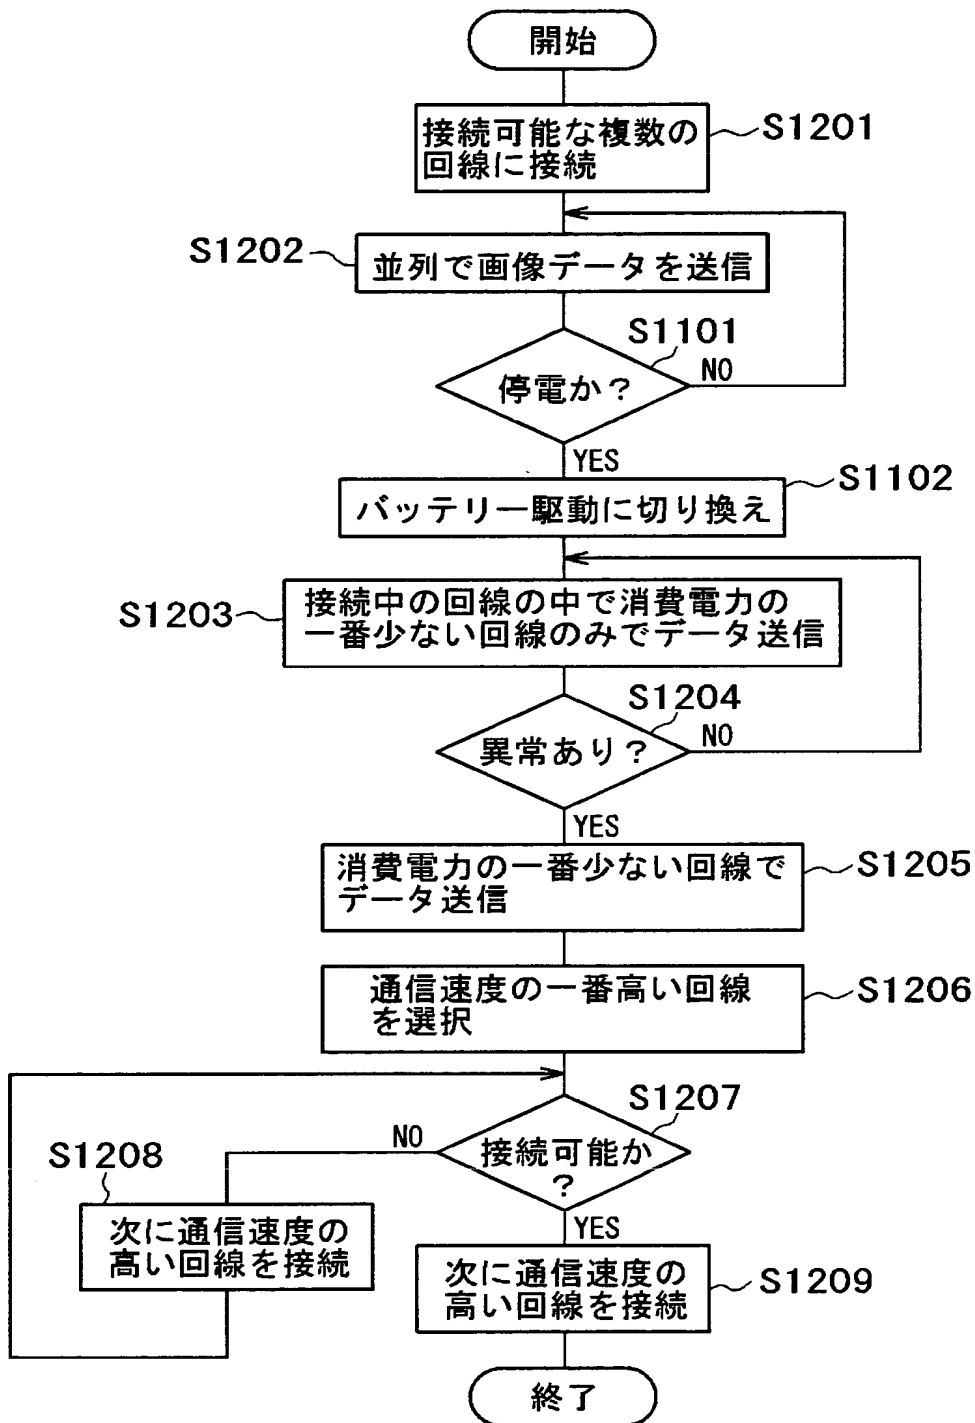 開始
接続可能な複数の
回線に接続
S1201
S1202
並列で画像データを送信
S1101
停電か?
NO
YES
S1102
バッテリー駆動に切り換え
S1203
接続中の回線の中で消費電力の
一番少ない回線のみでデータ送信
S1204
異常あり?
NO
YES
消費電力の一番少ない回線で
データ送信
S1205
通信速度の一番高い回線
を選択
S1206
S1207
接続可能か
?
NO
YES
S1208
次に通信速度の
高い回線を接続
次に通信速度の
高い回線を接続
S1209
終了